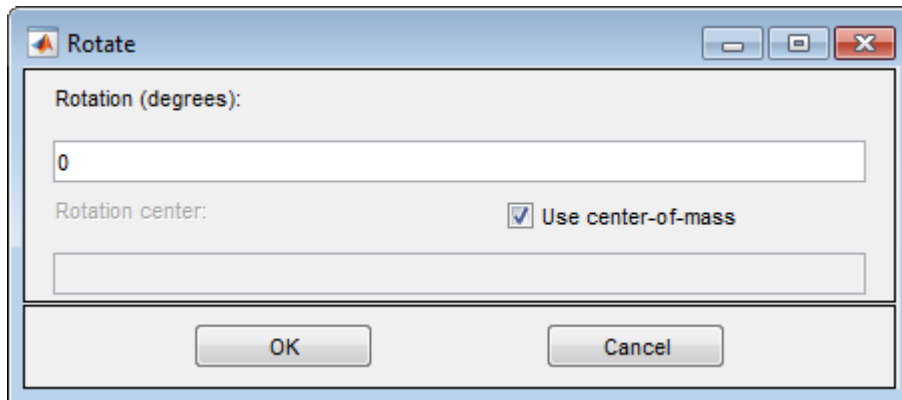 Rotate
Rotation (degrees):
0
Rotation center:
Use center-of-mass
OK
Cancel